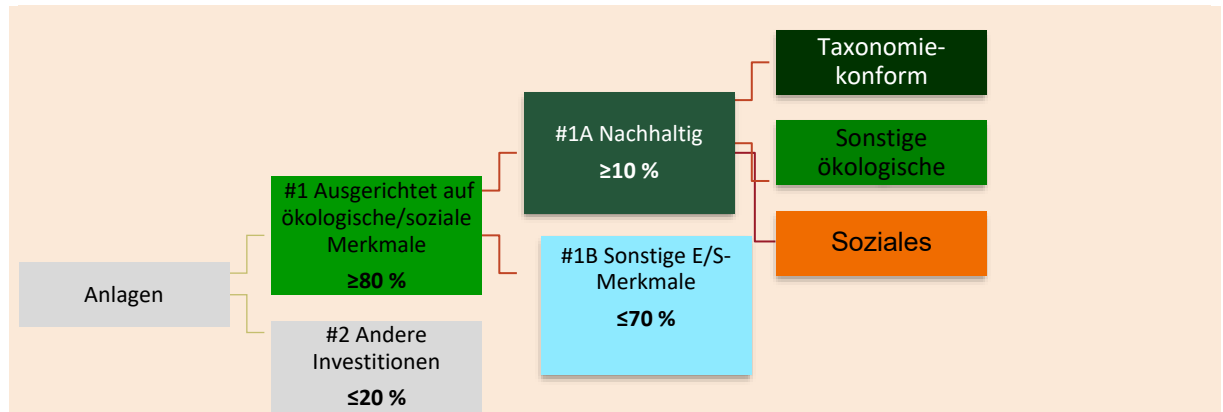 Anlagen
#1 Ausgerichtet auf
ökologische/soziale
Merkmale
≥80 %
#2 Andere
Investitionen
≤20 %
#1A Nachhaltig
≥10 %
#1B Sonstige E/S-
Merkmale
≤70 %
Taxonomie-
konform
Sonstige
ökologische
Soziales